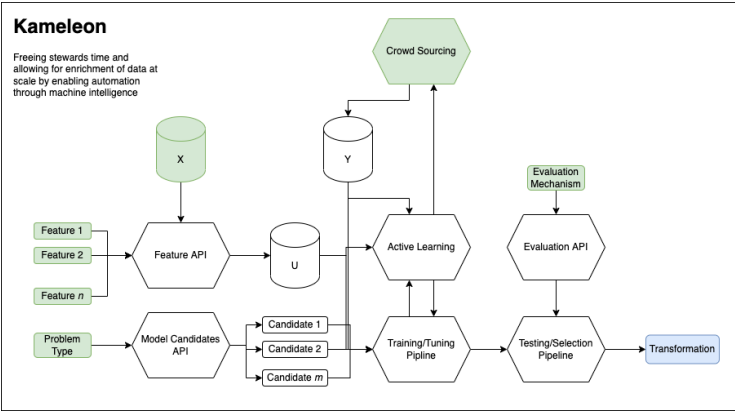 Kameleon
Freeing stewards time and
allowing for enrichment of data at
scale by enabling automation
through machine intelligence
Crowd Sourcing
X
Y
Evaluation
Mechanism
Feature 1
Feature 2
Feature n
Feature API
U
Active Learning
Evaluation API
Problem
Type
Model Candidates
API
Candidate 1
Candidate 2
Candidate m
Training/Tuning
Pipline
Testing/Selection
Pipeline
Transformation